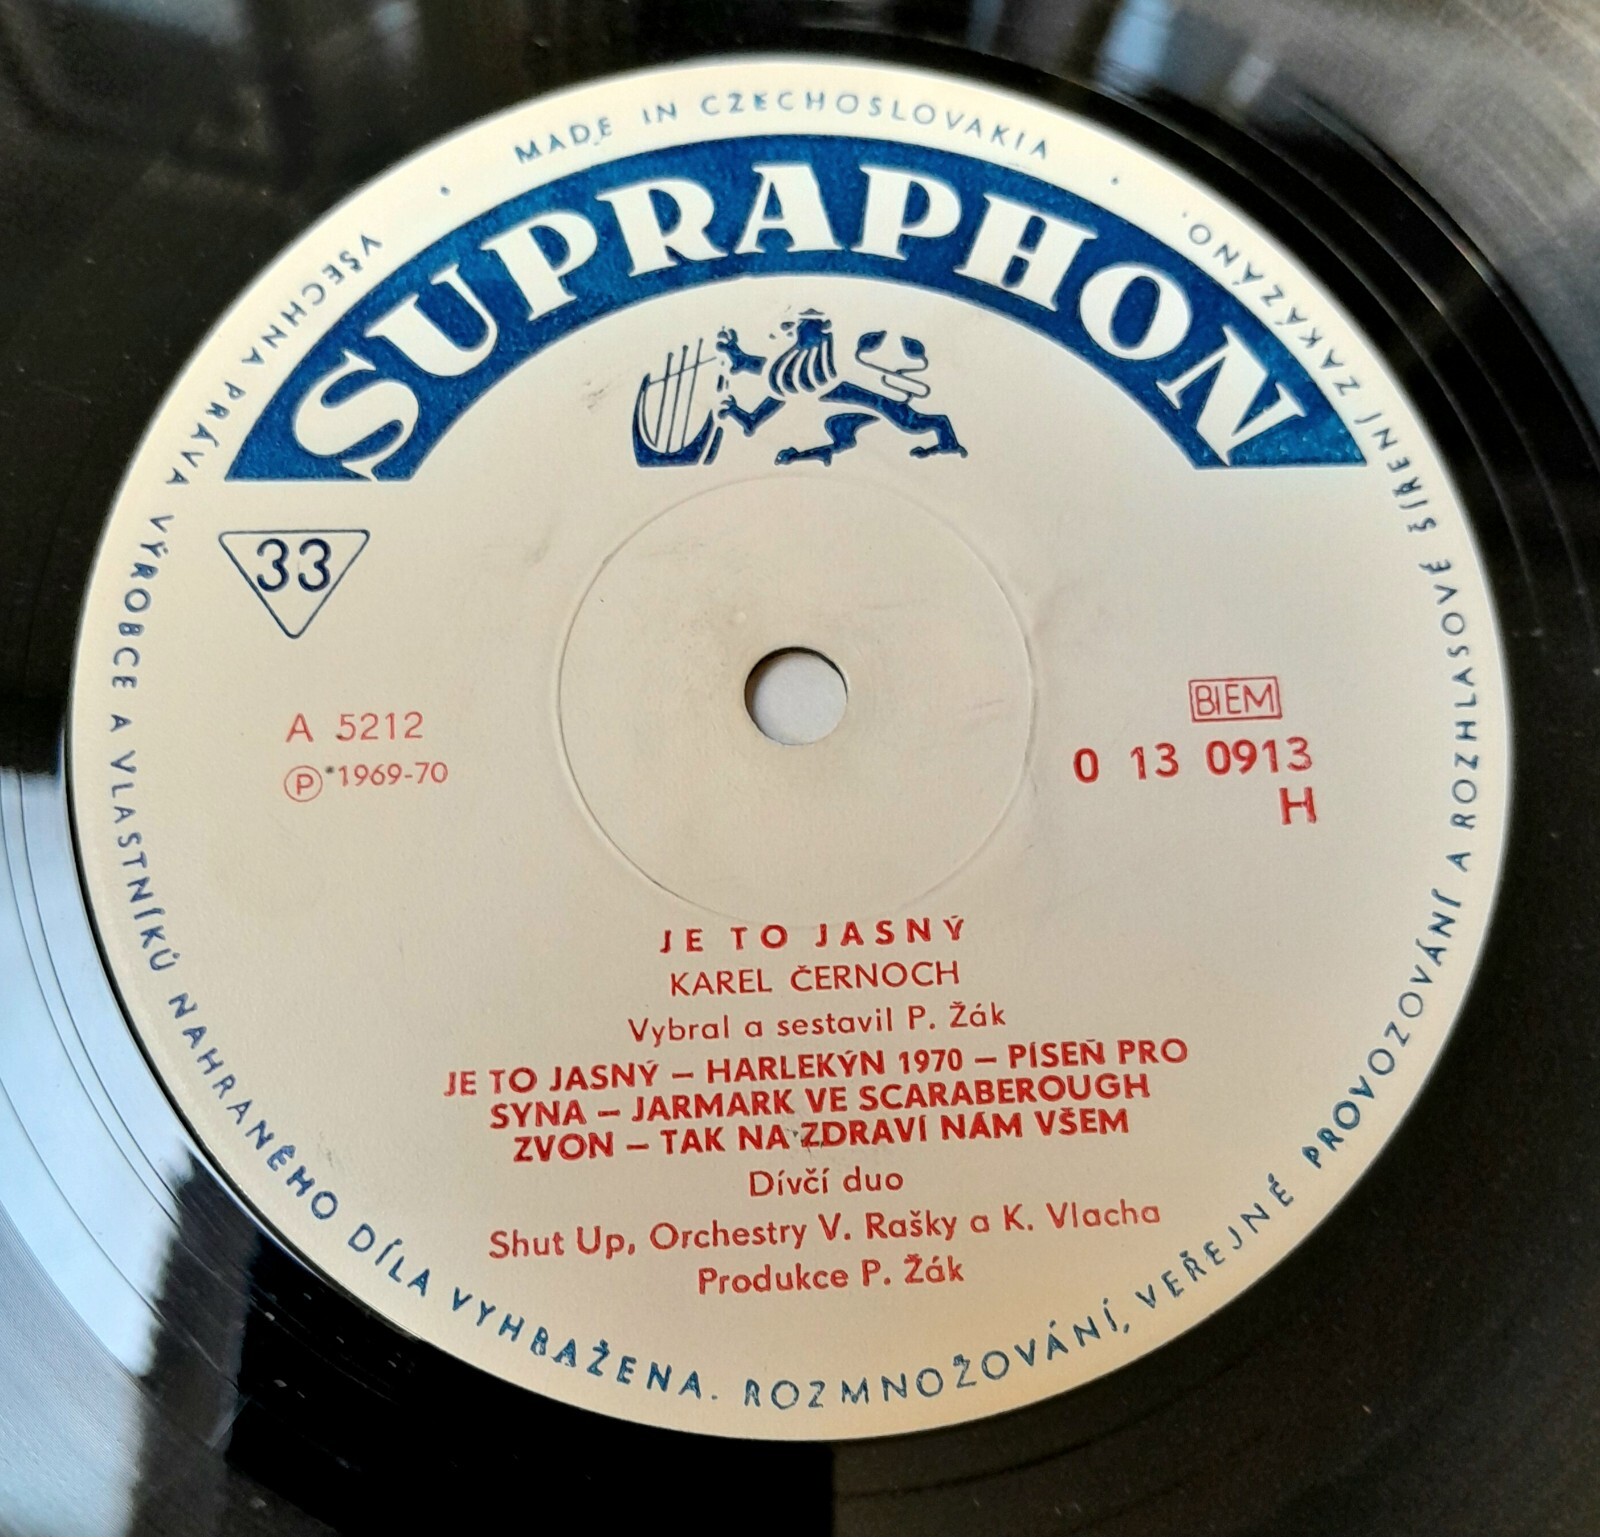 MADE IN CZECHOSLOVAKIA
SUPRAPHON
33
A 5212
Ⓟ 1969-70
BIEM
0 13 0913
H
JE TO JASNÝ
KAREL ČERNOCH
Vybral a sestavil P. Žák
JE TO JASNÝ – HARLEKÝN 1970 – PÍSEŇ PRO
SYNA – JARMARK VE SCARABEROUGH
ZVON – TAK NA ZDRAVÍ NÁM VŠEM
Dívčí duo
Shut Up, Orchestry V. Rašky a K. Vlacha
Produkce P. Žák
VŠECHNA PRÁVA VÝROBCE A VLASTNÍKŮ NAHRANÉHO DÍLA VYHRAŽENA. ROZMNOŽOVÁNÍ, VEŘEJNÉ PROVOZOVÁNÍ A ROZHLASOVÉ ŠÍŘENÍ ZAKÁZÁNO.